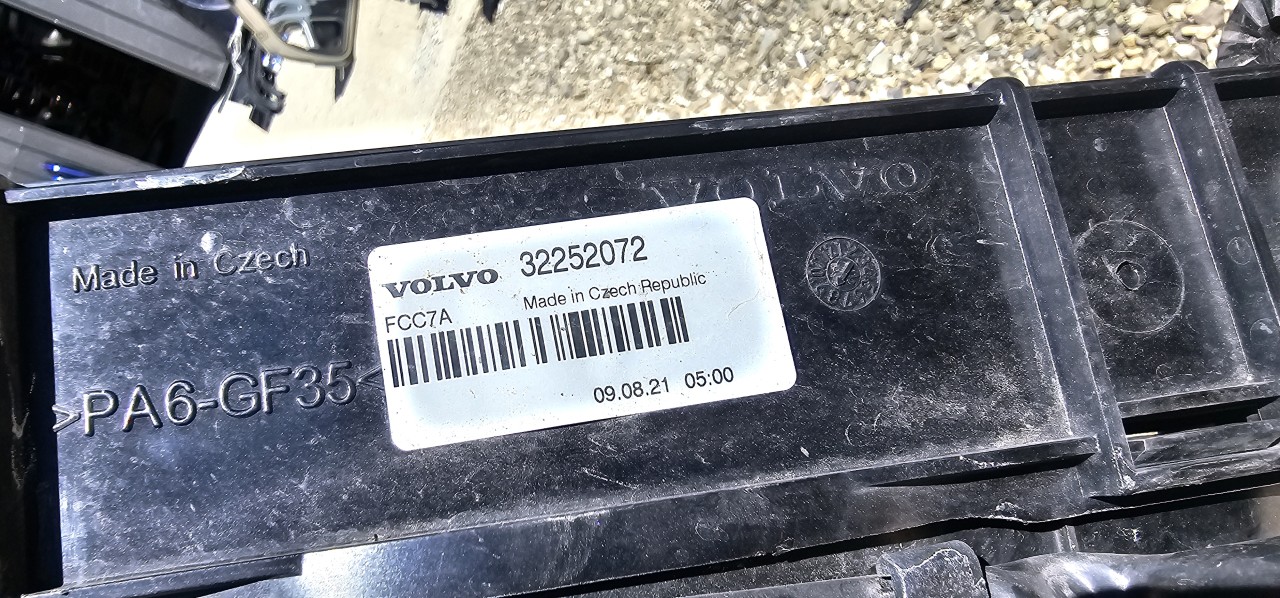 VOLVO
Made in Czech
VOLVO 32252072
Made in Czech Republic
FCC7A
>PA6-GF35<
09.08.21 05:00